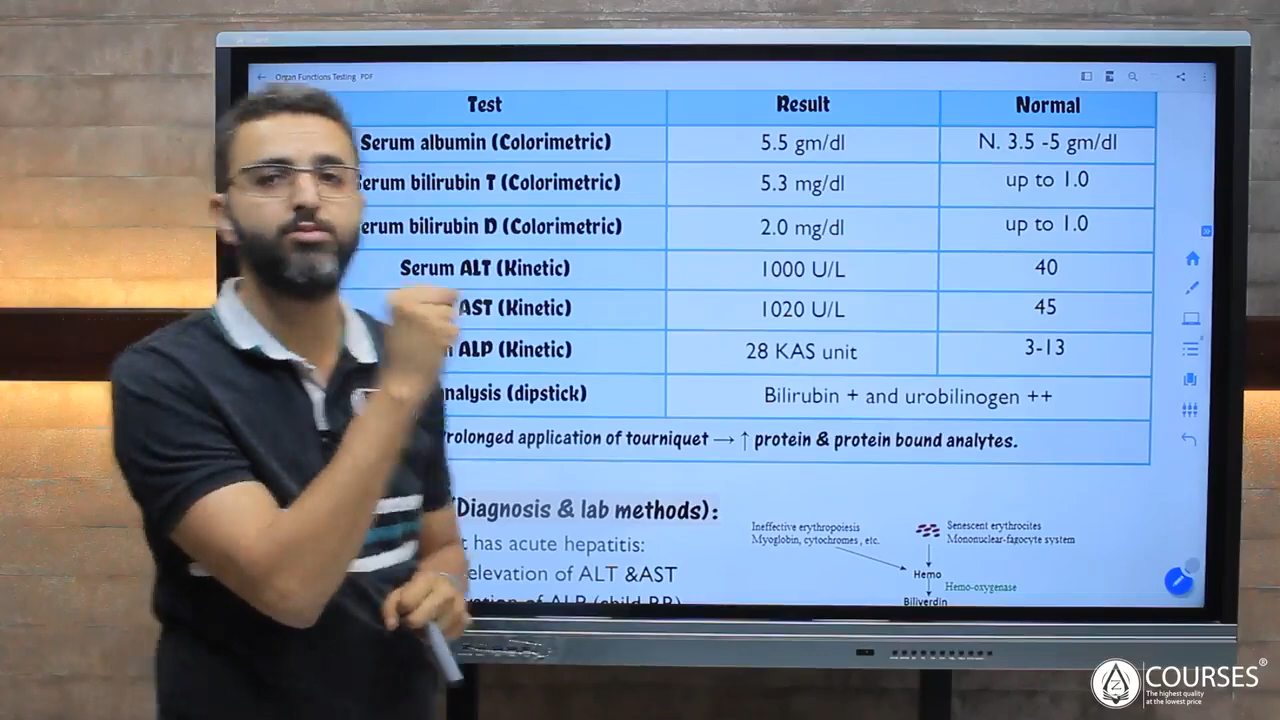 Organ Functions Testing PDF
Test Result Normal
Serum albumin (Colorimetric) 5.5 gm/dl N. 3.5 -5 gm/dl
erum bilirubin T (Colorimetric) 5.3 mg/dl up to 1.0
erum bilirubin D (Colorimetric) 2.0 mg/dl up to 1.0
Serum ALT (Kinetic) 1000 U/L 40
AST (Kinetic) 1020 U/L 45
ALP (Kinetic) 28 KAS unit 3-13
nalysis (dipstick) Bilirubin + and urobilinogen ++
rolonged application of tourniquet → ↑ protein & protein bound analytes.
(Diagnosis & lab methods):
t has acute hepatitis:
elevation of ALT &AST
Ineffective erythropoiesis
Myoglobin, cytochromes, etc.
Senescent erythrocites
Mononuclear-fagocyte system
Hemo
Hemo-oxygenase
Biliverdin
COURSES®
The highest quality
at the lowest price